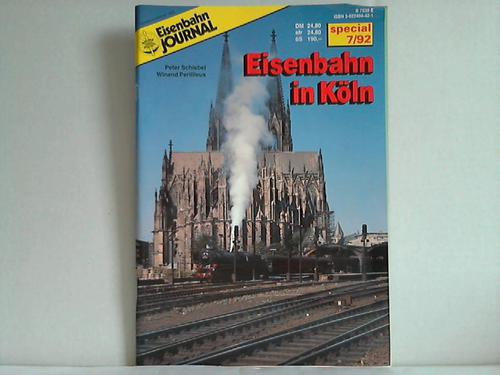 Eisenbahn
JOURNAL
Peter Schiebel
Winand Perillieux
DM 24,80
sfr 24,80
öS 190,–
special
7/92
Eisenbahn
in Köln